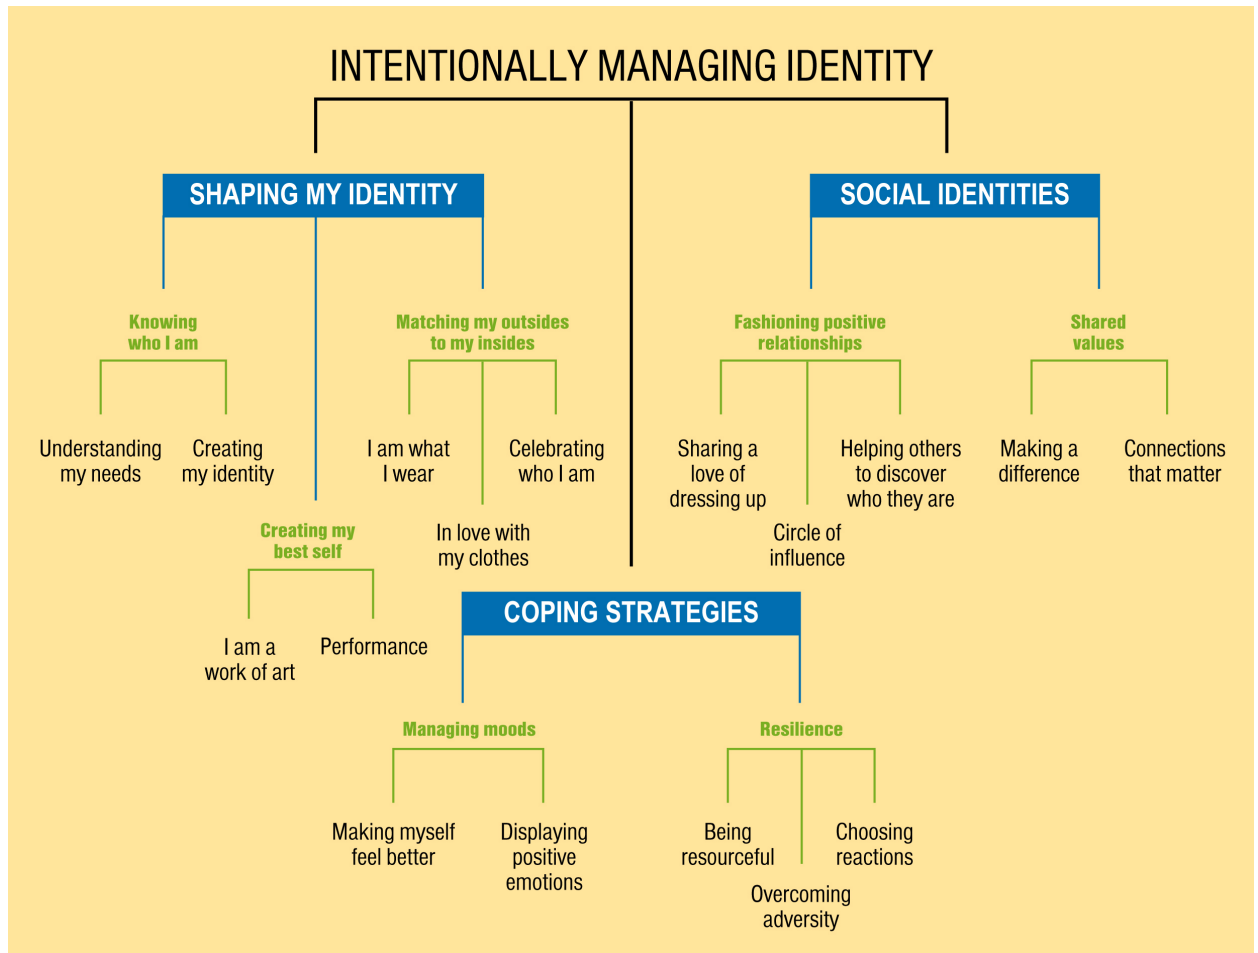 INTENTIONALLY MANAGING IDENTITY
SHAPING MY IDENTITY
Knowing
who I am
Understanding
my needs
Creating
my identity
Creating my
best self
I am a
work of art
Performance
Matching my outsides
to my insides
I am what
I wear
In love with
my clothes
Celebrating
who I am
SOCIAL IDENTITIES
Fashioning positive
relationships
Sharing a
love of
dressing up
Circle of
influence
Helping others
to discover
who they are
Shared
values
Making a
difference
Connections
that matter
COPING STRATEGIES
Managing moods
Making myself
feel better
Displaying
positive
emotions
Resilience
Being
resourceful
Overcoming
adversity
Choosing
reactions